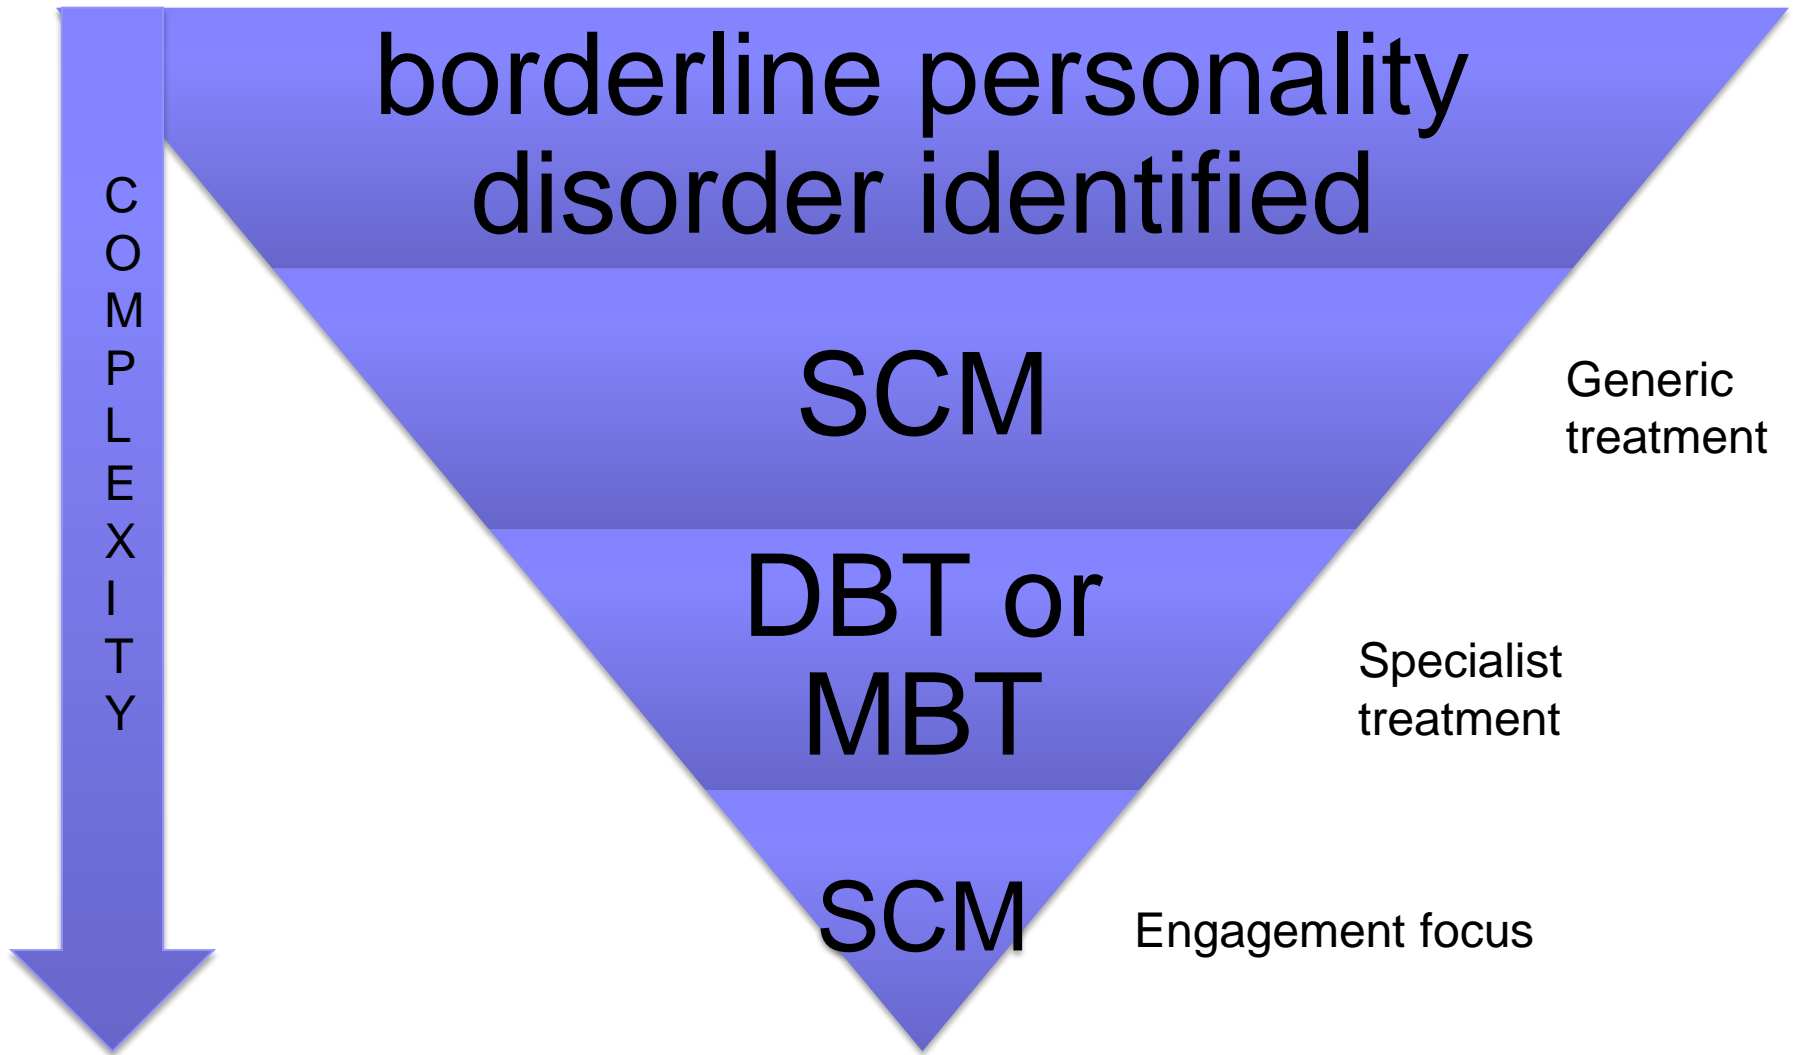 borderline personality
disorder identified
COMPLEXITY
SCM
Generic
treatment
DBT or
MBT
Specialist
treatment
SCM
Engagement focus